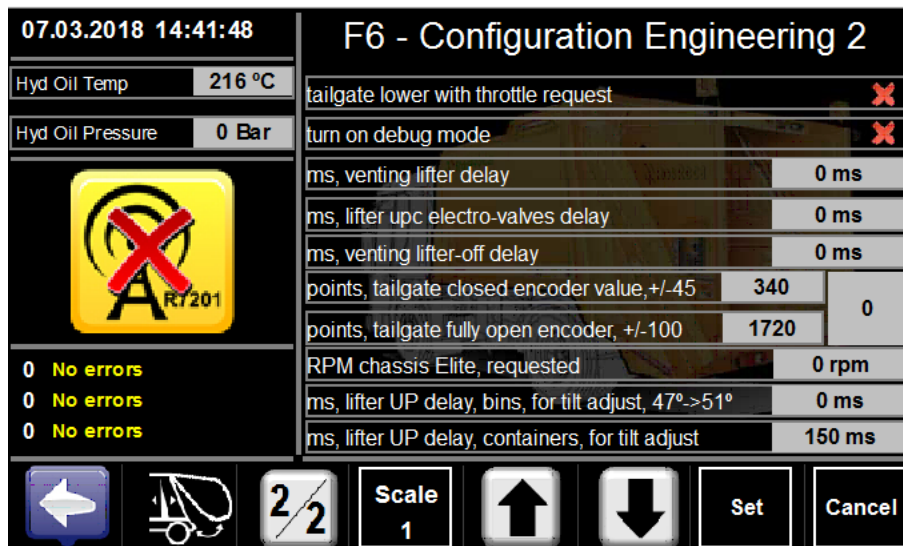 07.03.2018 14:41:48
F6 - Configuration Engineering 2
Hyd Oil Temp 216 ºC
Hyd Oil Pressure 0 Bar
R7201
0 No errors
0 No errors
0 No errors
tailgate lower with throttle request
turn on debug mode
ms, venting lifter delay 0 ms
ms, lifter upc electro-valves delay 0 ms
ms, venting lifter-off delay 0 ms
points, tailgate closed encoder value,+/-45 340
0
points, tailgate fully open encoder, +/-100 1720
RPM chassis Elite, requested 0 rpm
ms, lifter UP delay, bins, for tilt adjust, 47º->51º 0 ms
ms, lifter UP delay, containers, for tilt adjust 150 ms
2/2
Scale
1
Set
Cancel